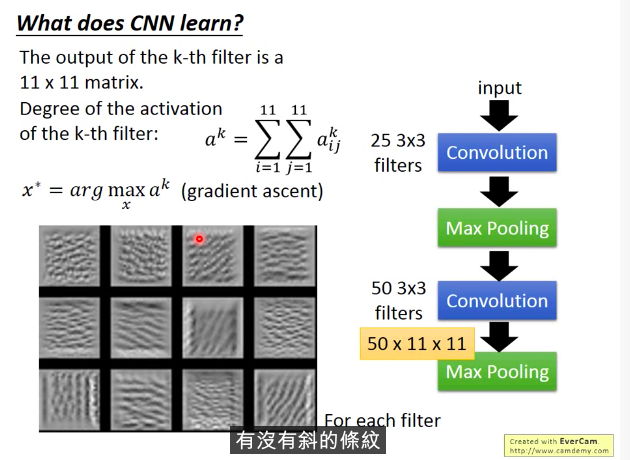 What does CNN learn?
The output of the k-th filter is a
11 x 11 matrix.
Degree of the activation
of the k-th filter:
a^k = ∑_{i=1}^{11} ∑_{j=1}^{11} a_{ij}^k
x* = arg max_x a^k (gradient ascent)
input
25 3x3
filters
Convolution
Max Pooling
50 3x3
filters
Convolution
50 x 11 x 11
Max Pooling
For each filter
有沒有斜的條紋
Created with EverCam.
http://www.camdemy.com